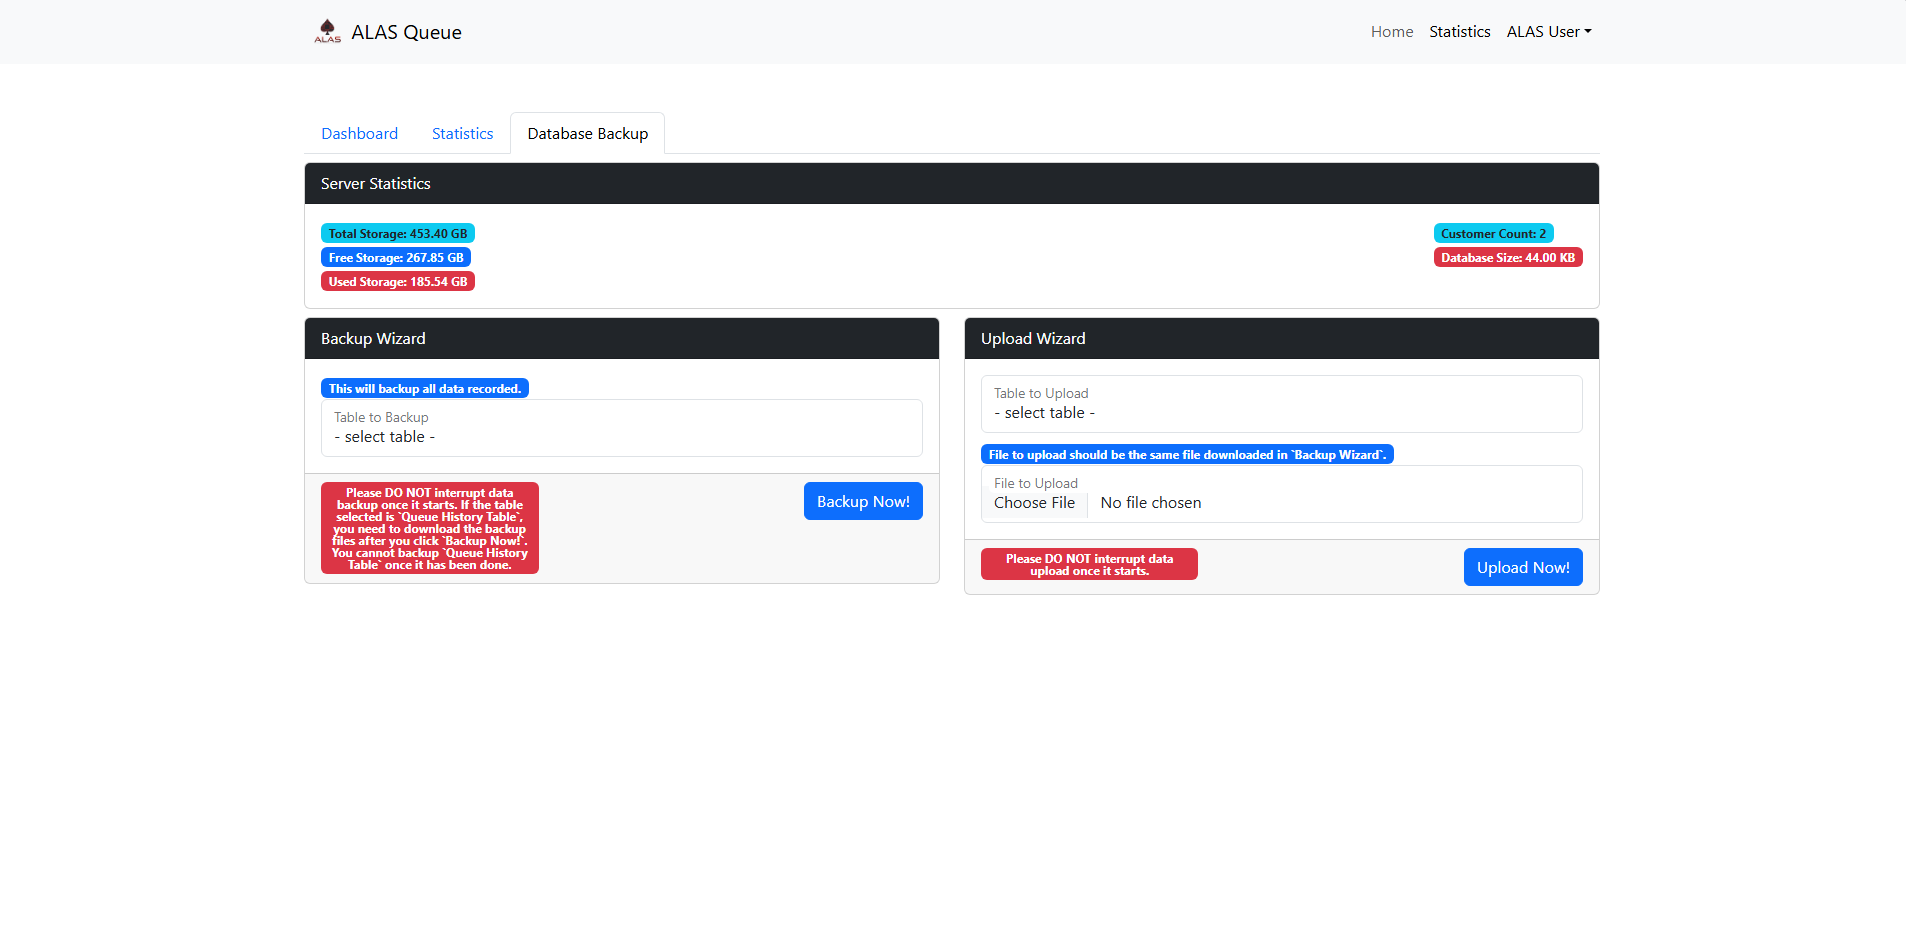 ALAS
ALAS Queue
Home
Statistics
ALAS User
Dashboard
Statistics
Database Backup
Server Statistics
Total Storage: 453.40 GB
Free Storage: 267.85 GB
Used Storage: 185.54 GB
Customer Count: 2
Database Size: 44.00 KB
Backup Wizard
This will backup all data recorded.
Table to Backup
- select table -
Please DO NOT interrupt data
backup once it starts. If the table
selected is `Queue History Table`,
you need to download the backup
files after you click `Backup Now!`.
You cannot backup `Queue History
Table` once it has been done.
Backup Now!
Upload Wizard
Table to Upload
- select table -
File to upload should be the same file downloaded in `Backup Wizard`.
File to Upload
Choose File
No file chosen
Please DO NOT interrupt data
upload once it starts.
Upload Now!